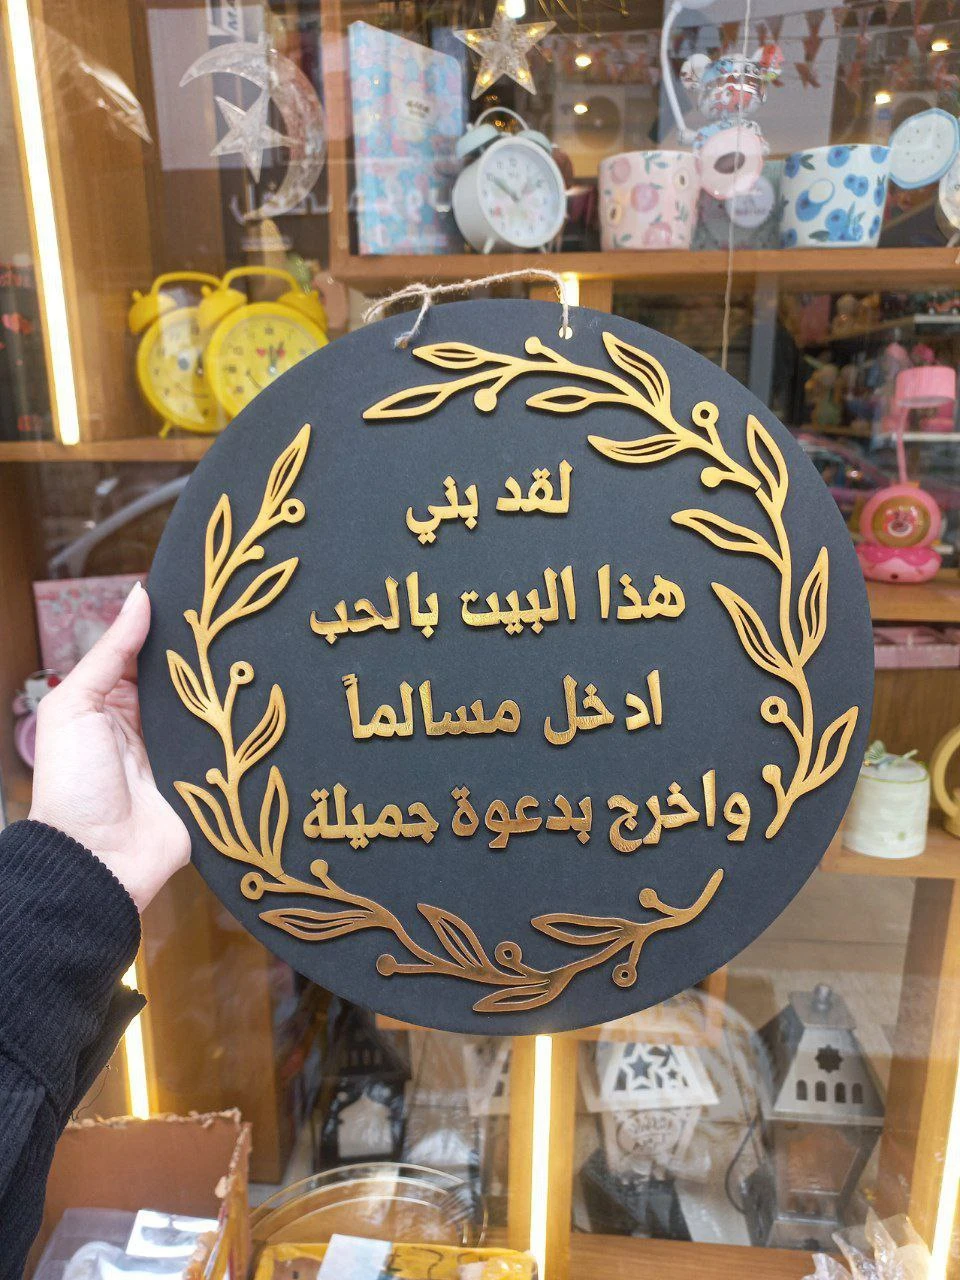 لقد بني
هذا البيت بالحب
ادخل مسالماً
واخرج بدعوة جميلة